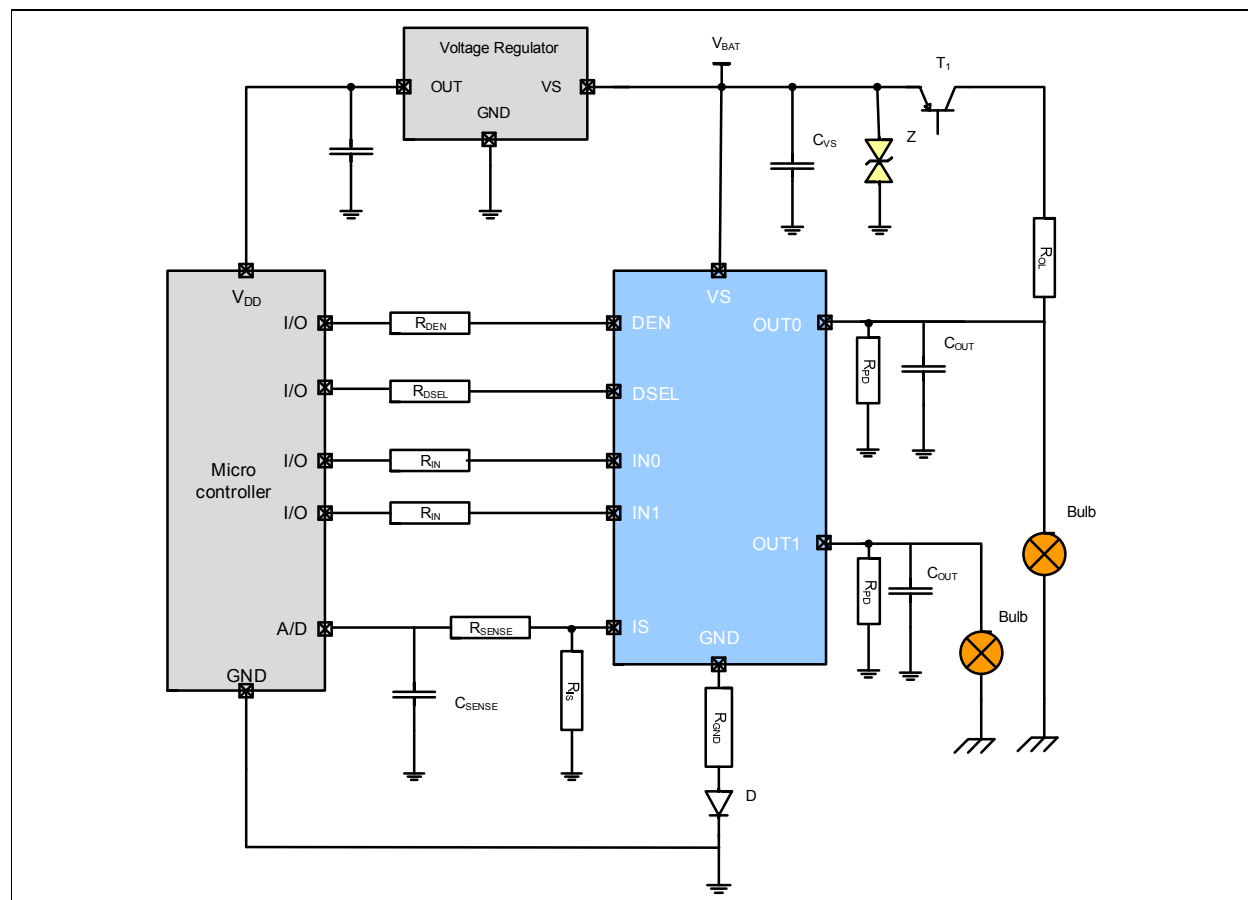 Voltage Regulator
OUT
VS
GND
VBAT
T1
CVS
Z
ROL
VDD
I/O
RDEN
DEN
VS
OUT0
RPD
COUT
I/O
RDSEL
DSEL
Micro
controller
I/O
RIN
IN0
I/O
RIN
IN1
OUT1
RPD
COUT
Bulb
Bulb
A/D
RSENSE
IS
GND
GND
CSENSE
RIS
RGND
D